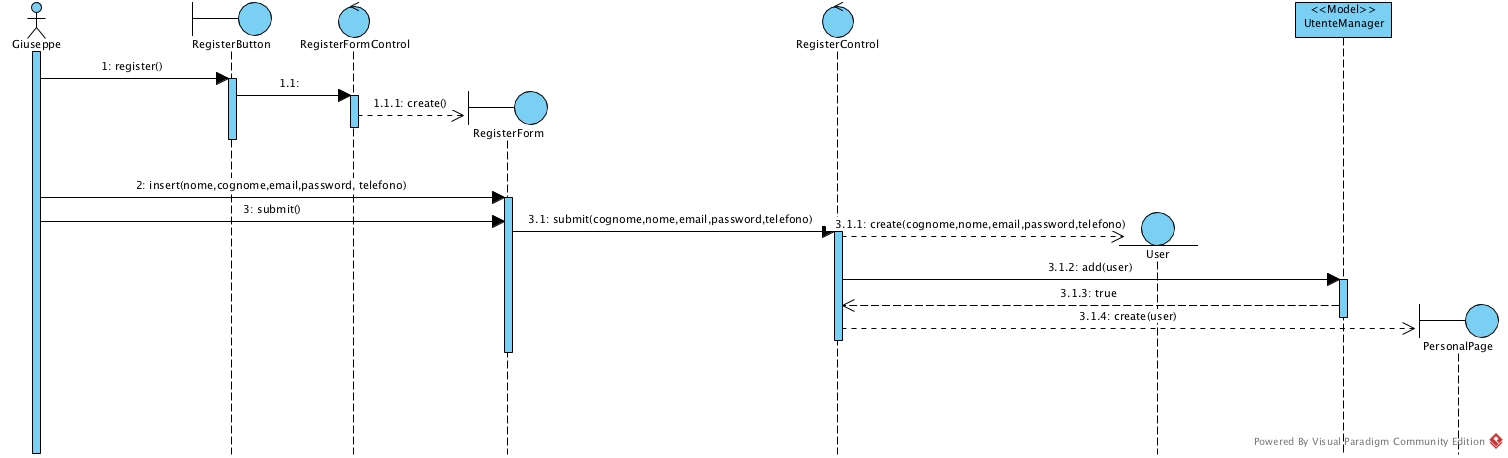 <<Model>>
UtenteManager
Giuseppe
RegisterButton
RegisterFormControl
RegisterControl
1: register()
1.1:
1.1.1: create()
RegisterForm
2: insert(nome,cognome,email,password, telefono)
3: submit()
3.1: submit(cognome,nome,email,password,telefono)
3.1.1: create(cognome,nome,email,password,telefono)
User
3.1.2: add(user)
3.1.3: true
3.1.4: create(user)
PersonalPage
Powered By Visual Paradigm Community Edition